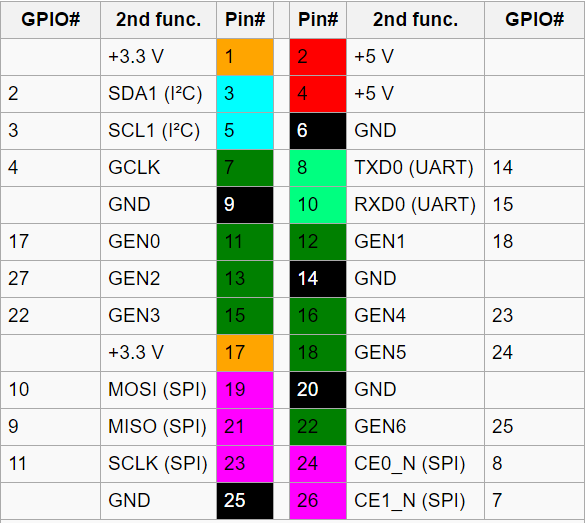 GPIO# 2nd func. Pin# Pin# 2nd func. GPIO#
+3.3 V 1 2 +5 V
2 SDA1 (I²C) 3 4 +5 V
3 SCL1 (I²C) 5 6 GND
4 GCLK 7 8 TXD0 (UART) 14
GND 9 10 RXD0 (UART) 15
17 GEN0 11 12 GEN1 18
27 GEN2 13 14 GND
22 GEN3 15 16 GEN4 23
+3.3 V 17 18 GEN5 24
10 MOSI (SPI) 19 20 GND
9 MISO (SPI) 21 22 GEN6 25
11 SCLK (SPI) 23 24 CE0_N (SPI) 8
GND 25 26 CE1_N (SPI) 7